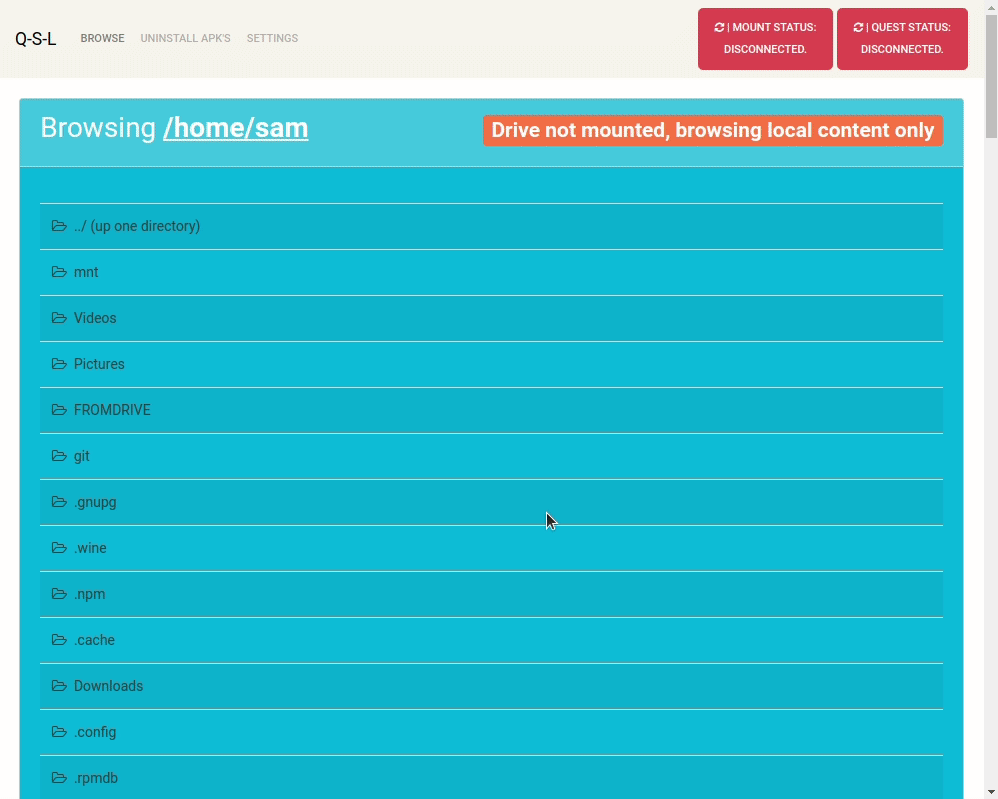 Q-S-L BROWSE UNINSTALL APK'S SETTINGS
| MOUNT STATUS:
DISCONNECTED.
| QUEST STATUS:
DISCONNECTED.
Browsing /home/sam
Drive not mounted, browsing local content only
../ (up one directory)
mnt
Videos
Pictures
FROMDRIVE
git
.gnupg
.wine
.npm
.cache
Downloads
.config
.rpmdb